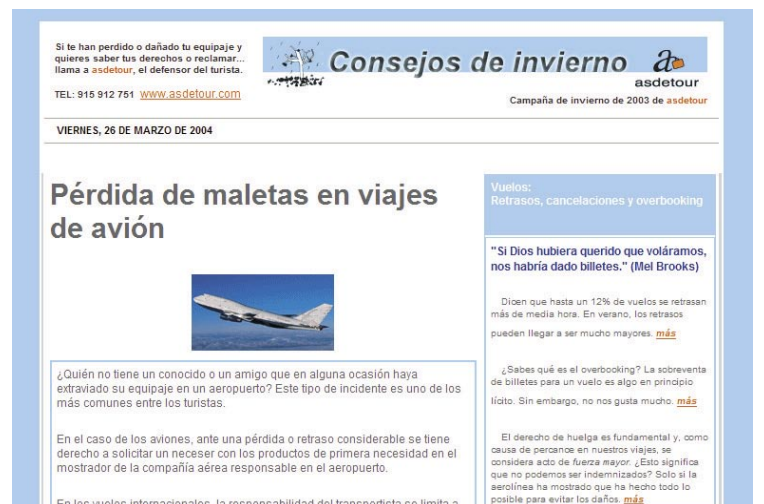 Si te han perdido o dañado tu equipaje y
quieres saber tus derechos o reclamar...
llama a asdetour, el defensor del turista.
TEL: 915 912 751 www.asdetour.com
Consejos de invierno
asdetour
Campaña de invierno de 2003 de asdetour
VIERNES, 26 DE MARZO DE 2004
Pérdida de maletas en viajes
de avión
¿Quién no tiene un conocido o un amigo que en alguna ocasión haya
extraviado su equipaje en un aeropuerto? Este tipo de incidente es uno de los
más comunes entre los turistas.
En el caso de los aviones, ante una pérdida o retraso considerable se tiene
derecho a solicitar un neceser con los productos de primera necesidad en el
mostrador de la compañía aérea responsable en el aeropuerto.
En los vuelos internacionales, la responsabilidad del transportista se limita a
Vuelos:
Retrasos, cancelaciones y overbooking
"Si Dios hubiera querido que voláramos,
nos habría dado billetes." (Mel Brooks)
Dicen que hasta un 12% de vuelos se retrasan
más de media hora. En verano, los retrasos
pueden llegar a ser mucho mayores. más
¿Sabes qué es el overbooking? La sobreventa
de billetes para un vuelo es algo en principio
lícito. Sin embargo, no nos gusta mucho. más
El derecho de huelga es fundamental y, como
causa de percance en nuestros viajes, se
considera acto de fuerza mayor. ¿Esto significa
que no podemos ser indemnizados? Solo si la
aerolínea ha mostrado que ha hecho todo lo
posible para evitar los daños. más